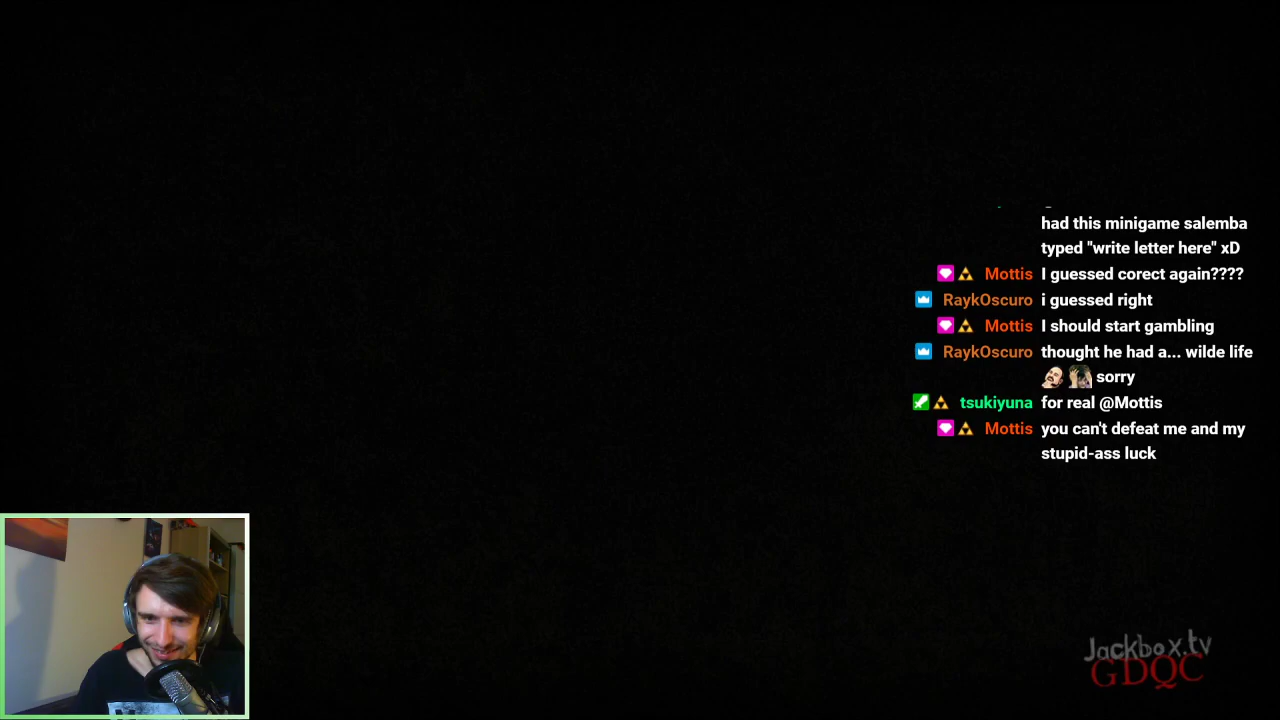 had this minigame salemba
typed "write letter here" xD
Mottis I guessed corect again????
RaykOscuro i guessed right
Mottis I should start gambling
RaykOscuro thought he had a... wilde life
sorry
tsukiyuna for real @Mottis
Mottis you can't defeat me and my
stupid-ass luck
Jackbox.tv
GDQC